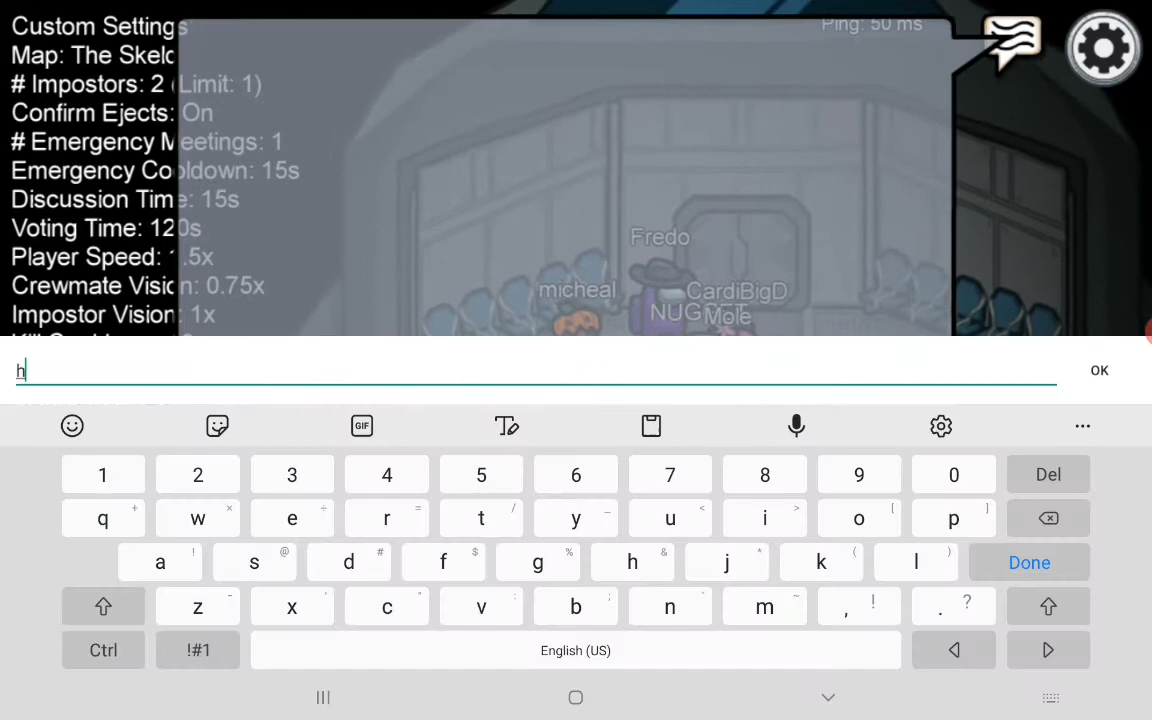 Custom Settings
Ping: 50 ms
Map: The Skeld
# Impostors: 2 (Limit: 1)
Confirm Ejects: On
# Emergency Meetings: 1
Emergency Cooldown: 15s
Discussion Time: 15s
Voting Time: 120s
Player Speed: 1.5x
Crewmate Vision: 0.75x
Impostor Vision: 1x
Fredo
micheal
CardiBigD
NUG
Mole
h
OK
GIF
1 2 3 4 5 6 7 8 9 0 Del
q + w × e ÷ r = t / y _ u < i > o [ p ]
a ! s @ d # f $ g % h & j * k ( l ) Done
z - x ' c " v : b ; n ` m ~ , ! . ?
Ctrl !#1 English (US)